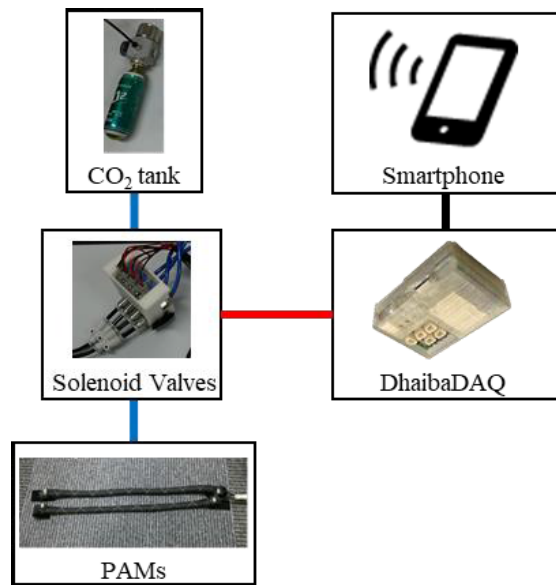 CO₂ tank
Smartphone
Solenoid Valves
DhaibaDAQ
PAMs